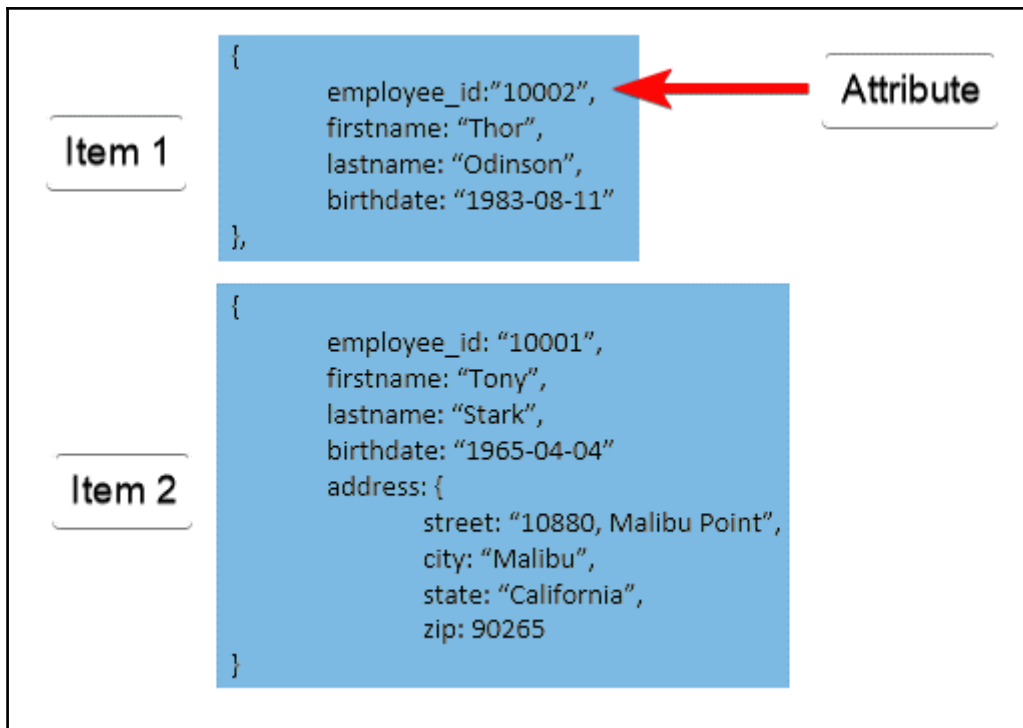 {
employee_id:“10002”,
Attribute
firstname: “Thor”,
Item 1
lastname: “Odinson”,
birthdate: “1983-08-11”
},
{
employee_id: “10001”,
firstname: “Tony”,
lastname: “Stark”,
birthdate: “1965-04-04”
Item 2
address: {
street: “10880, Malibu Point”,
city: “Malibu”,
state: “California”,
zip: 90265
}